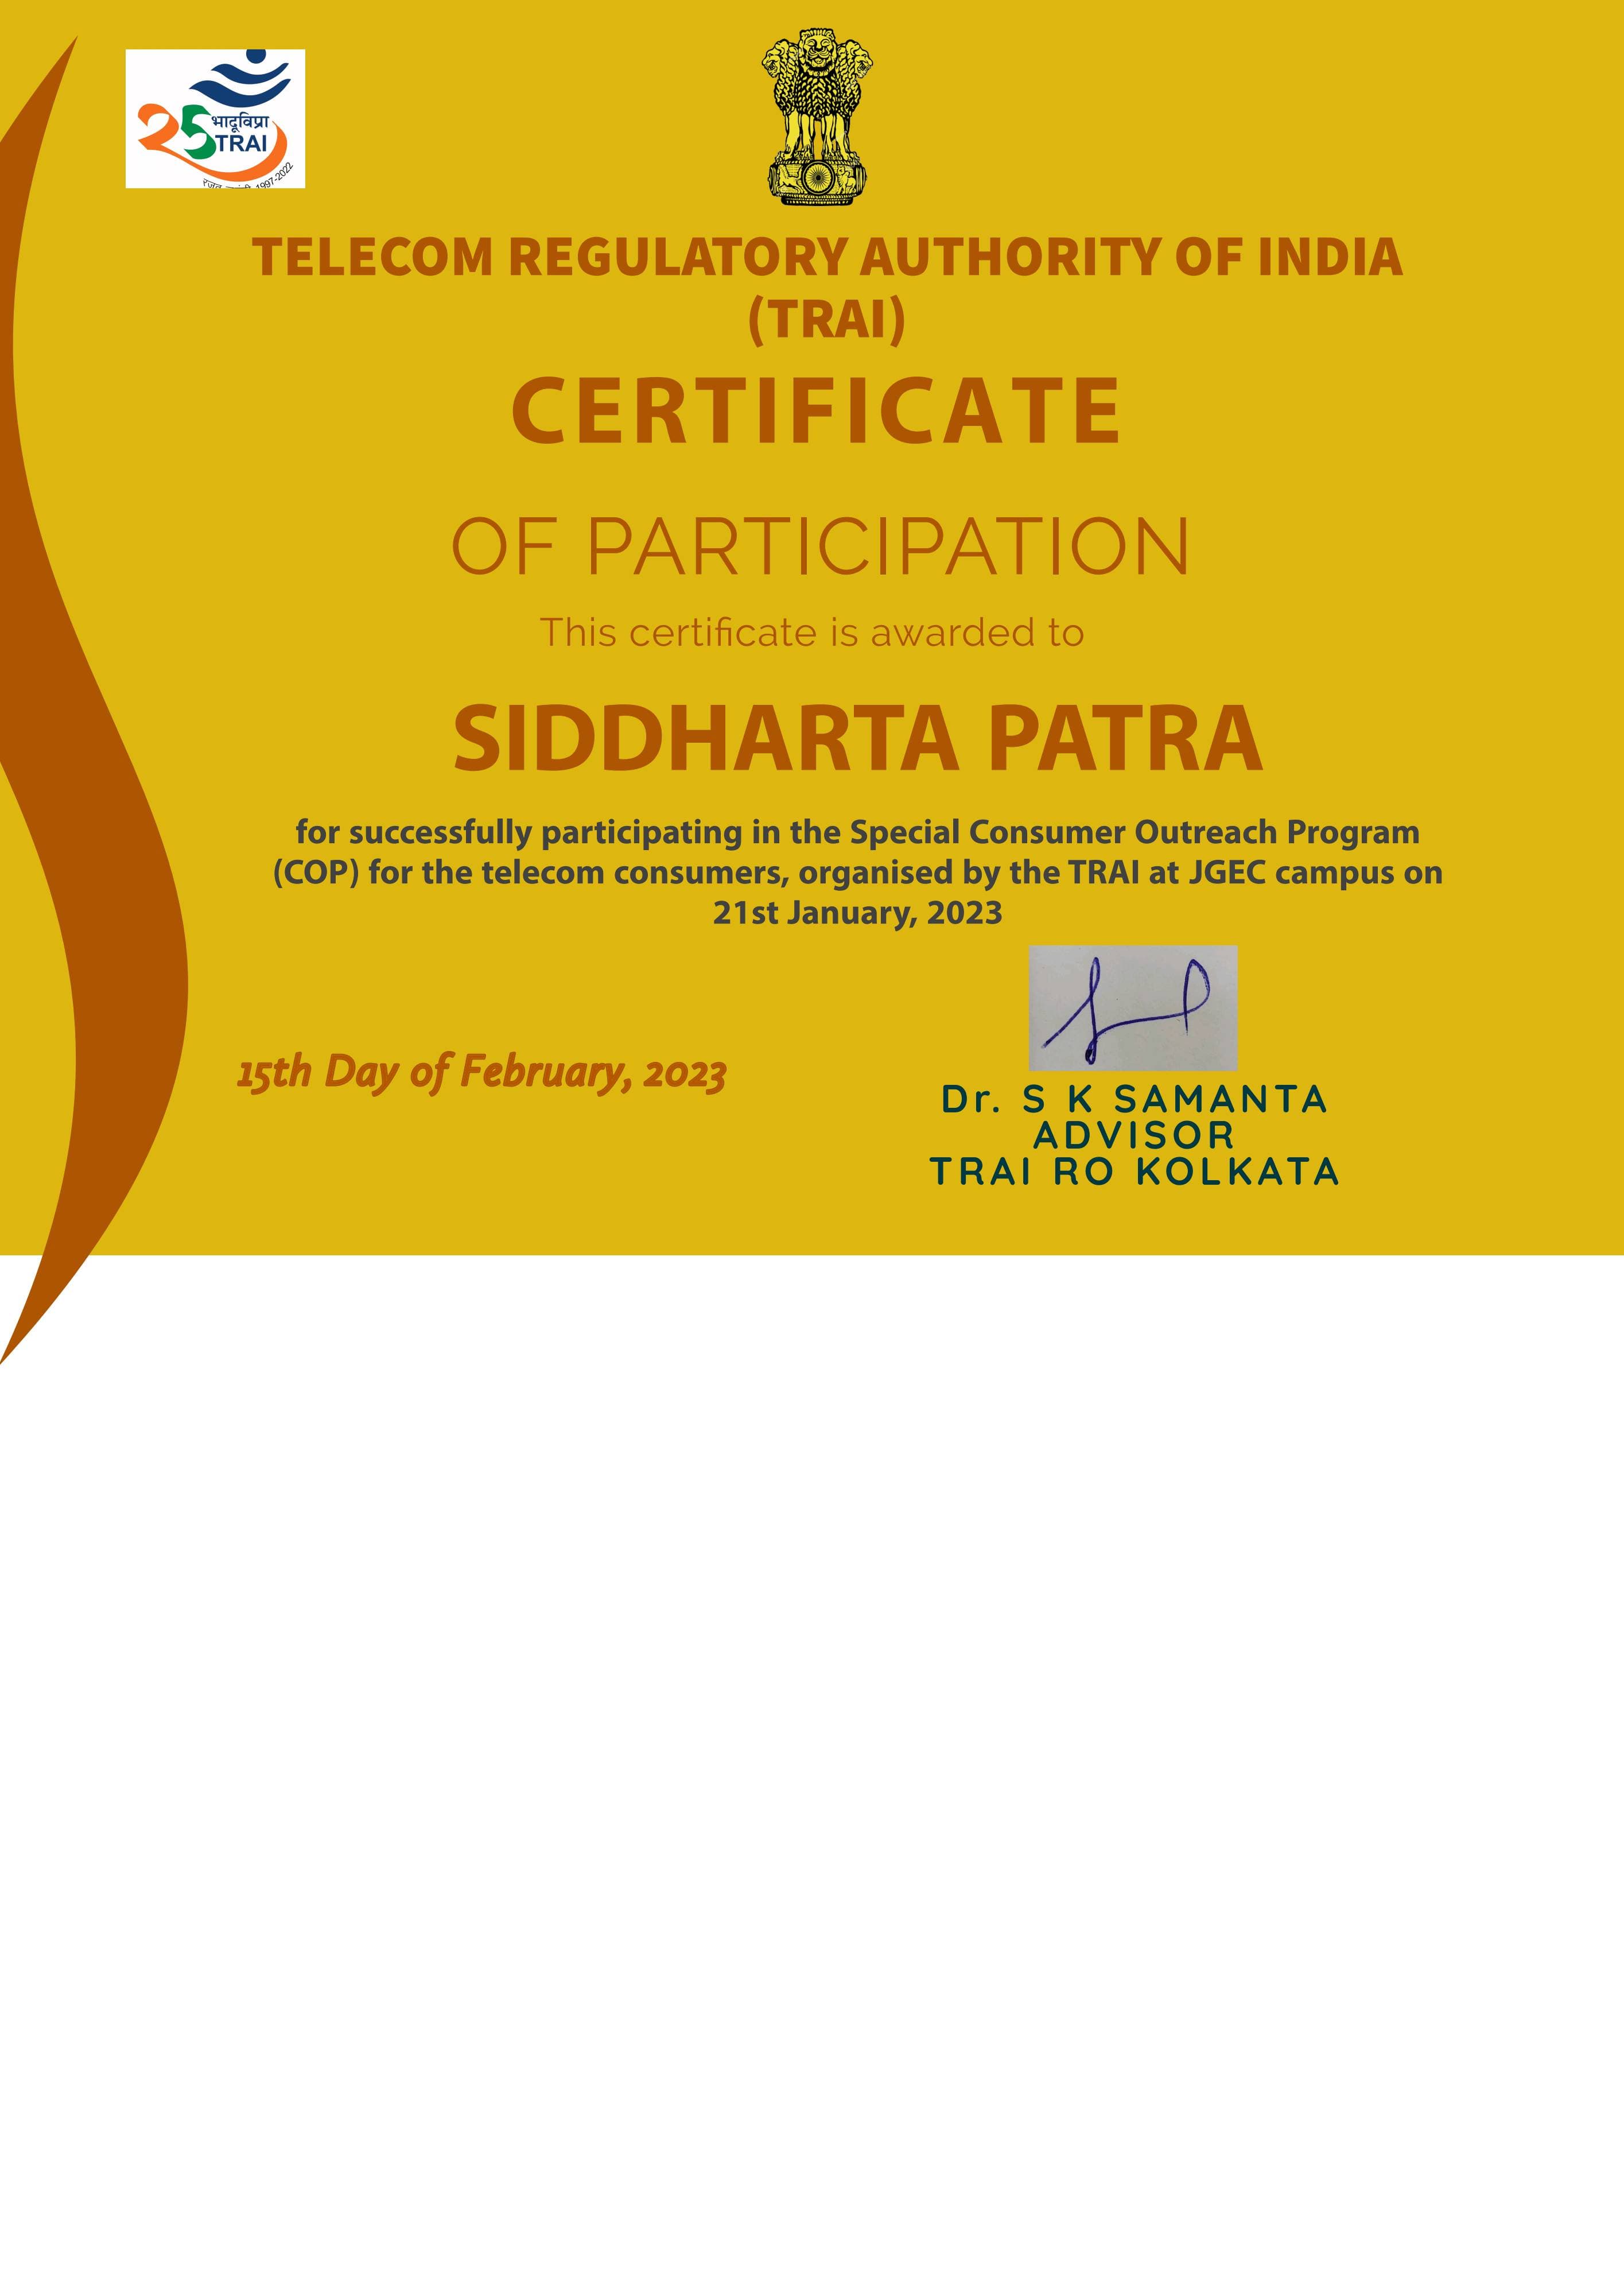 25 भादूविप्रा
TRAI
1997-2022
TELECOM REGULATORY AUTHORITY OF INDIA
(TRAI)
CERTIFICATE
OF PARTICIPATION
This certificate is awarded to
SIDDHARTA PATRA
for successfully participating in the Special Consumer Outreach Program
(COP) for the telecom consumers, organised by the TRAI at JGEC campus on
21st January, 2023
15th Day of February, 2023
Dr. S K SAMANTA
ADVISOR
TRAI RO KOLKATA